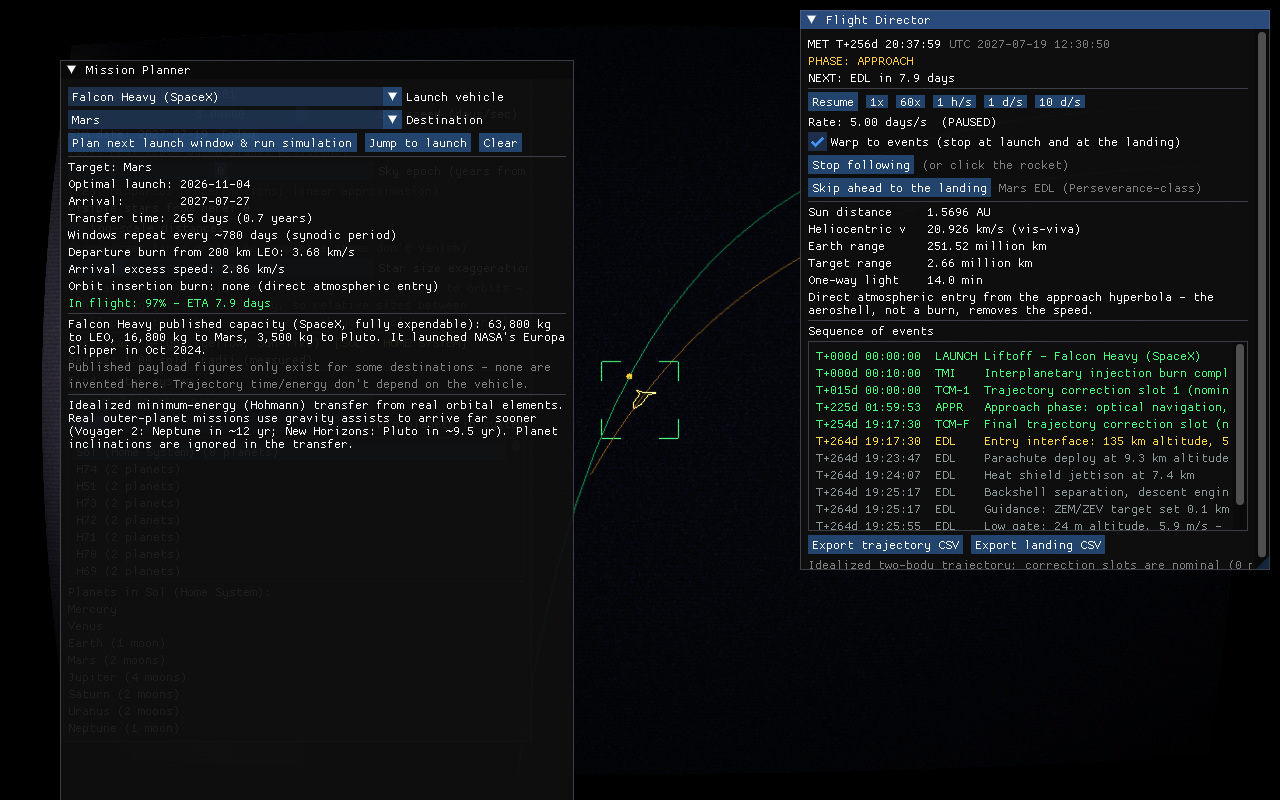 Mission Planner
Falcon Heavy (SpaceX) Launch vehicle
Mars Destination
Plan next launch window & run simulation Jump to launch Clear
Target: Mars
Sky epoch (years from
Optimal launch: 2026-11-04
Arrival: 2027-07-27
Transfer time: 265 days (0.7 years)
Windows repeat every ~780 days (synodic period)
Departure burn from 200 km LEO: 3.68 km/s
Arrival excess speed: 2.86 km/s
Star size exaggeration
Orbit insertion burn: none (direct atmospheric entry)
In flight: 97% - ETA 7.9 days
Falcon Heavy published capacity (SpaceX, fully expendable): 63,800 kg
to LEO, 16,800 kg to Mars, 3,500 kg to Pluto. It launched NASA's Europa
Clipper in Oct 2024.
Published payload figures only exist for some destinations - none are
invented here. Trajectory time/energy don't depend on the vehicle.
Idealized minimum-energy (Hohmann) transfer from real orbital elements.
Real outer-planet missions use gravity assists to arrive far sooner
(Voyager 2: Neptune in ~12 yr; New Horizons: Pluto in ~9.5 yr). Planet
inclinations are ignored in the transfer.
Sol (Home System) (8 planets)
H74 (2 planets)
H51 (2 planets)
H73 (2 planets)
H72 (2 planets)
H71 (2 planets)
H70 (2 planets)
H69 (2 planets)
Planets in Sol (Home System):
Mercury
Venus
Earth (1 moon)
Mars (2 moons)
Jupiter (4 moons)
Saturn (2 moons)
Uranus (2 moons)
Neptune (1 moon)
Flight Director
MET T+256d 20:37:59 UTC 2027-07-19 12:30:50
PHASE: APPROACH
NEXT: EDL in 7.9 days
Resume 1x 60x 1 h/s 1 d/s 10 d/s
Rate: 5.00 days/s (PAUSED)
Warp to events (stop at launch and at the landing)
Stop following (or click the rocket)
Skip ahead to the landing Mars EDL (Perseverance-class)
Sun distance 1.5696 AU
Heliocentric v 20.926 km/s (vis-viva)
Earth range 251.52 million km
Target range 2.66 million km
One-way light 14.0 min
Direct atmospheric entry from the approach hyperbola - the
aeroshell, not a burn, removes the speed.
Sequence of events
T+000d 00:00:00 LAUNCH Liftoff - Falcon Heavy (SpaceX)
T+000d 00:10:00 TMI Interplanetary injection burn compl
T+015d 00:00:00 TCM-1 Trajectory correction slot 1 (nomin
T+225d 01:59:53 APPR Approach phase: optical navigation,
T+254d 19:17:30 TCM-F Final trajectory correction slot (n
T+264d 19:17:30 EDL Entry interface: 135 km altitude, 5
T+264d 19:23:47 EDL Parachute deploy at 9.3 km altitude
T+264d 19:24:07 EDL Heat shield jettison at 7.4 km
T+264d 19:25:17 EDL Backshell separation, descent engin
T+264d 19:25:17 EDL Guidance: ZEM/ZEV target set 0.1 km
T+264d 19:25:55 EDL Low gate: 24 m altitude, 5.9 m/s -
Export trajectory CSV Export landing CSV
Idealized two-body trajectory; correction slots are nominal (0 r